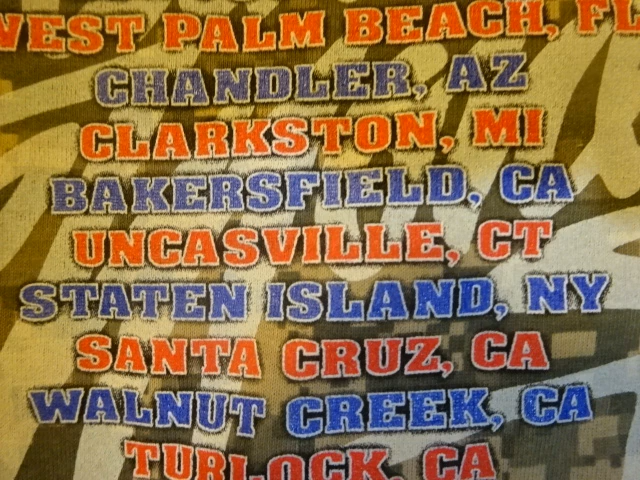 WEST PALM BEACH, FL
CHANDLER, AZ
CLARKSTON, MI
BAKERSFIELD, CA
UNCASVILLE, CT
STATEN ISLAND, NY
SANTA CRUZ, CA
WALNUT CREEK, CA
TURLOCK, CA